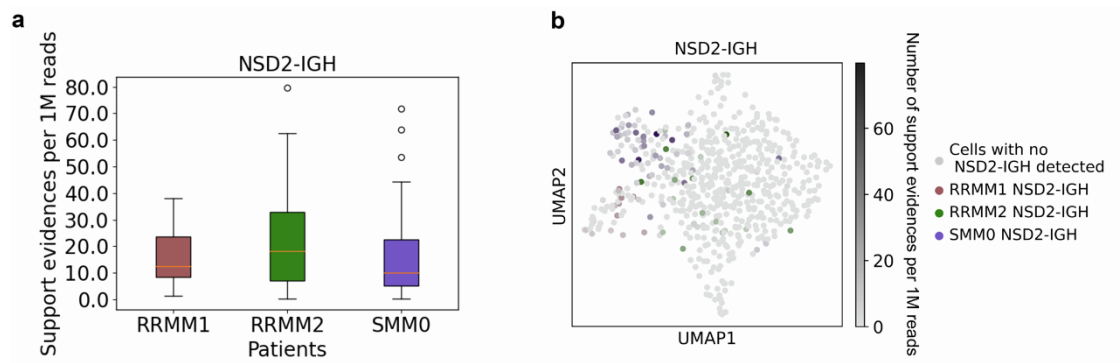 a
NSD2-IGH
Support evidences per 1M reads
80.0
70.0
60.0
50.0
40.0
30.0
20.0
10.0
0.0
RRMM1 RRMM2 SMM0
Patients
b
NSD2-IGH
UMAP2
UMAP1
Number of support evidences per 1M reads
60
40
20
0
Cells with no
NSD2-IGH detected
RRMM1 NSD2-IGH
RRMM2 NSD2-IGH
SMM0 NSD2-IGH